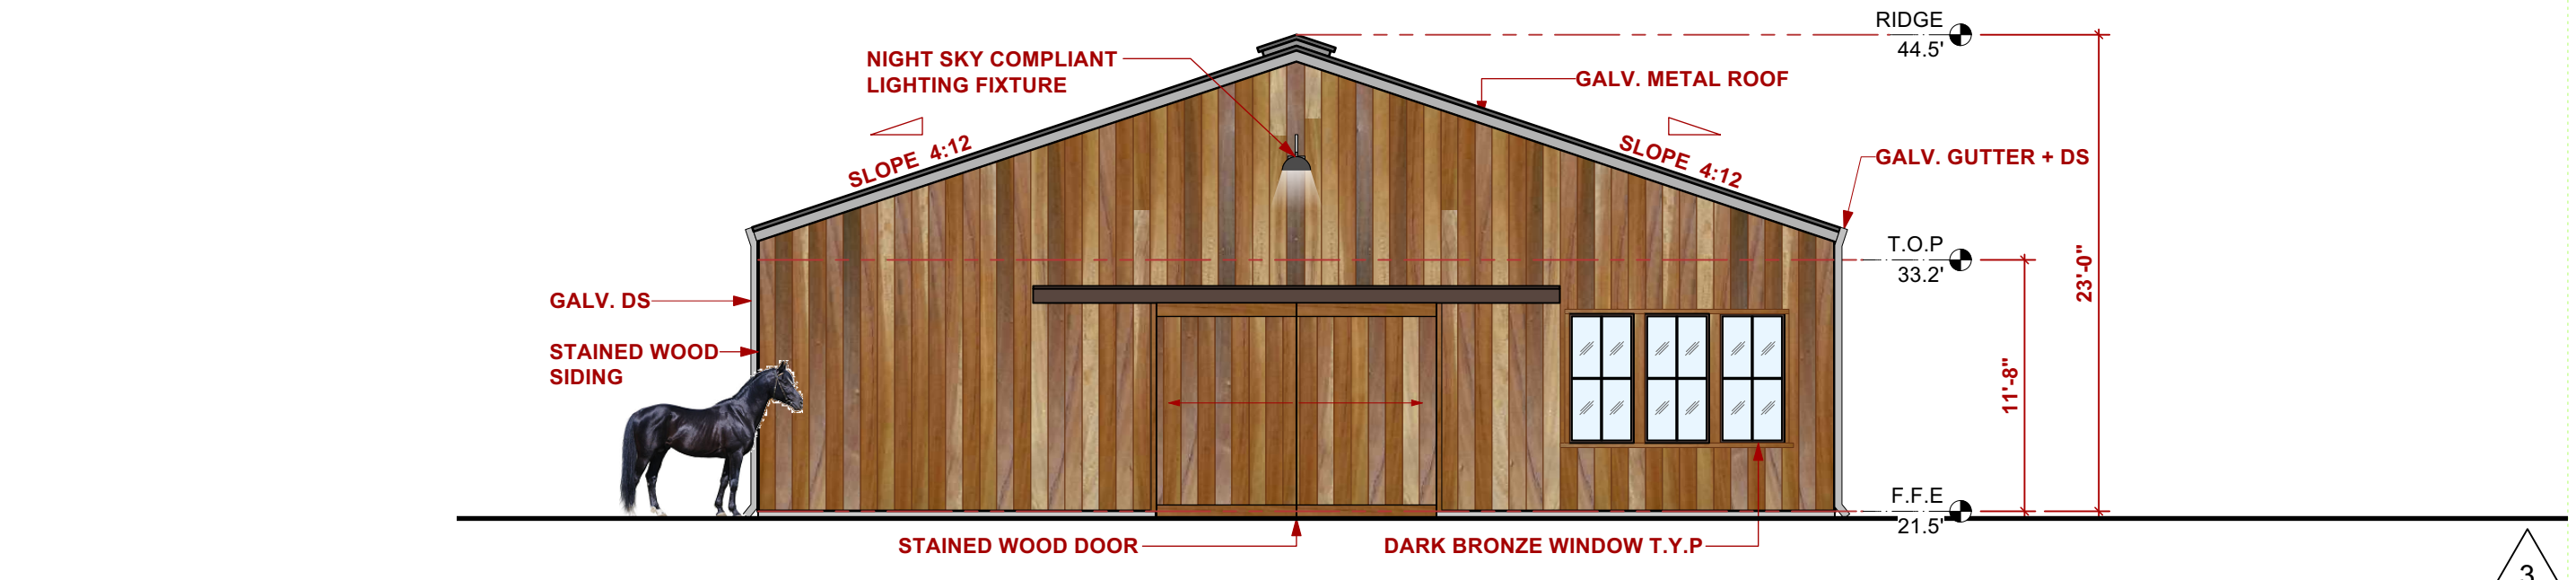 RIDGE
44.5'
NIGHT SKY COMPLIANT
LIGHTING FIXTURE
GALV. METAL ROOF
SLOPE 4:12
SLOPE 4:12
GALV. GUTTER + DS
T.O.P
33.2'
23'-0"
GALV. DS
STAINED WOOD
SIDING
11'-8"
F.F.E
21.5'
STAINED WOOD DOOR
DARK BRONZE WINDOW T.Y.P
3